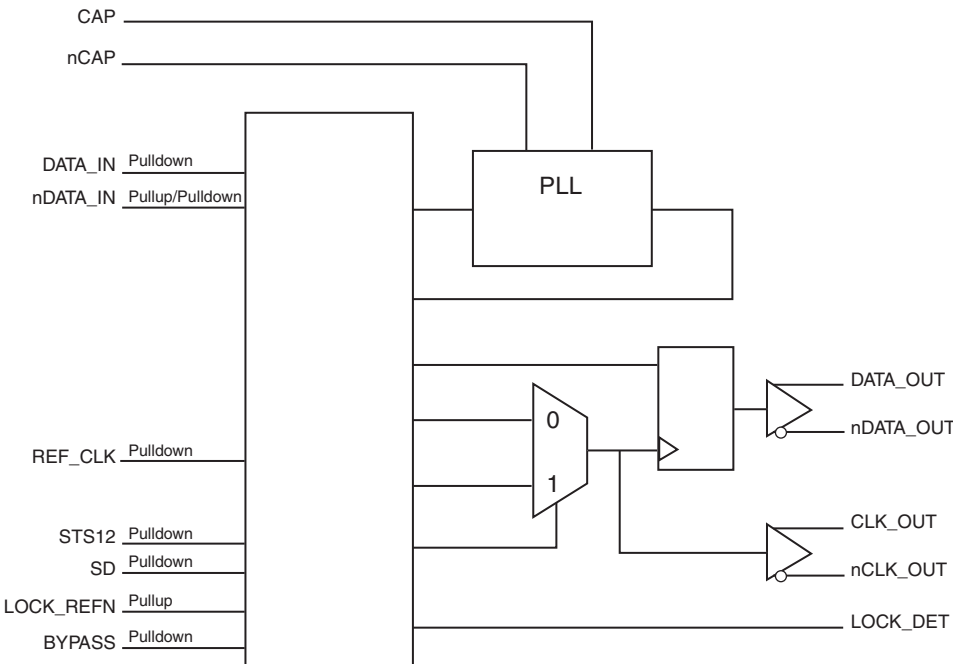 CAP
nCAP
PLL
DATA_IN Pulldown
nDATA_IN Pullup/Pulldown
DATA_OUT
0
nDATA_OUT
REF_CLK Pulldown
1
CLK_OUT
STS12 Pulldown
SD Pulldown
nCLK_OUT
LOCK_REFN Pullup
LOCK_DET
BYPASS Pulldown